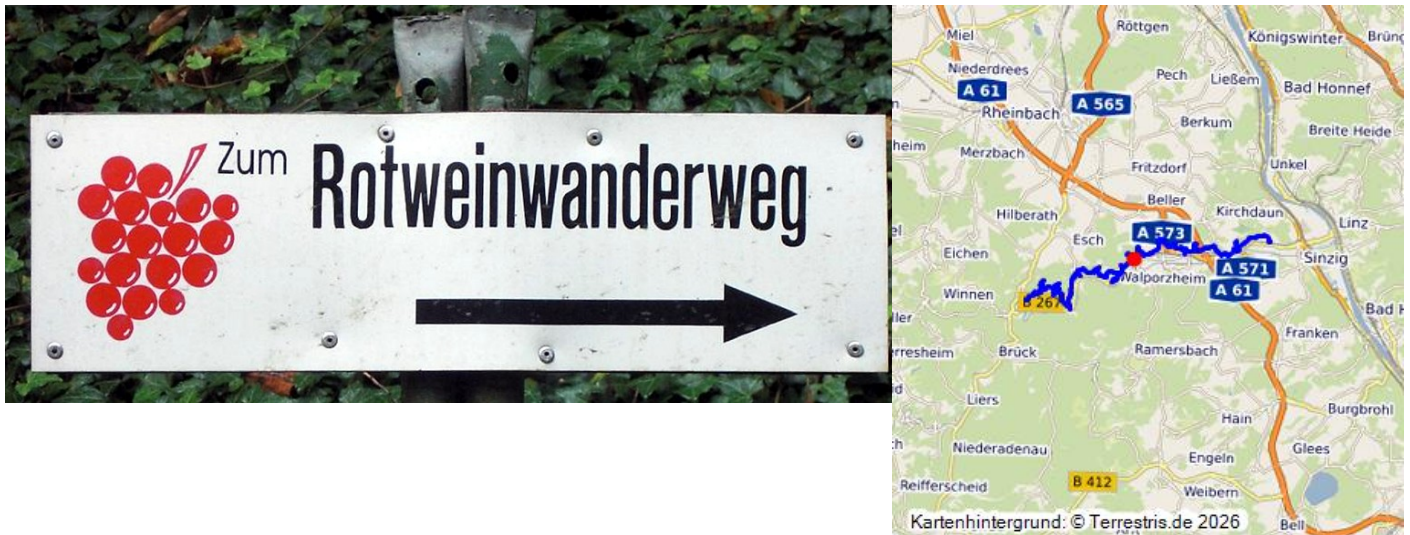 Zum
Rotweinwanderweg
Röttgen
Miel
Königswinter
Niederdrees
Pech
Ließem
A 61
A 565
Bad Honnef
Rheinbach
Berkum
Breite Heide
heim
Merzbach
Fritzdorf
Unkel
Beller
Hilberath
Kirchdaun
Linz
A 573
Esch
Eichen
Sinzig
A 571
Walporzheim
A 61
Winnen
B 267
Bad H
ller
Franken
rresheim
Brück
Ramersbach
Liers
Burgbrohl
Hain
Niederadenau
Glees
Engeln
B 412
Reifferscheid
Weibern
Kartenhintergrund: © Terrestris.de 2026
Bell